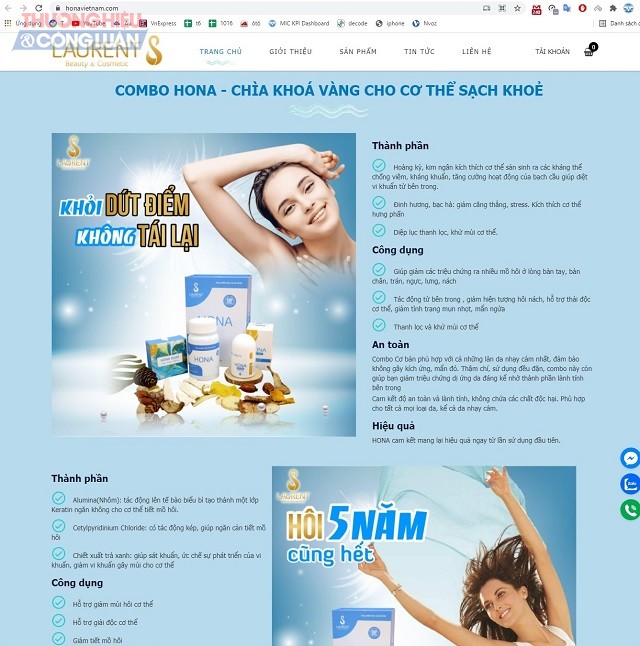 honavietnam.com
Ứng dụng
VnExpress
t6
1016
ôtô
MIC KPI Dashboard
decode
iphone
Nvoz
Danh sách
THƯƠNG HIỆU
& CÔNG LUẬN
LAURENT S
Beauty & Cosmetic
TRANG CHỦ
GIỚI THIỆU
SẢN PHẨM
TIN TỨC
LIÊN HỆ
TÀI KHOẢN
0
COMBO HONA - CHÌA KHOÁ VÀNG CHO CƠ THỂ SẠCH KHOẺ
LAURENT
KHỎI DỨT ĐIỂM
KHÔNG TÁI LẠI
LAURENT
HONA
HONA
Thành phần
Hoàng kỳ, kim ngân kích thích cơ thể sản sinh ra các kháng thể
chống viêm, kháng khuẩn, tăng cường hoạt động của bạch cầu giúp diệt
vi khuẩn từ bên trong.
Đinh hương, bạc hà: giảm căng thẳng, stress. Kích thích cơ thể
hưng phấn
Diệp lục thanh lọc, khử mùi cơ thể.
Công dụng
Giúp giảm các triệu chứng ra nhiều mồ hôi ở lòng bàn tay, bàn
chân, trán, ngực, lưng, nách
Tác động từ bên trong , giảm hiện tượng hôi nách, hỗ trợ thải độc
cơ thể, giảm tình trạng mụn nhọt, mẩn ngứa
Thanh lọc và khử mùi cơ thể
An toàn
Combo Cơ bản phù hợp với cả những làn da nhạy cảm nhất, đảm bảo
không gây kích ứng, mẩn đỏ. Thậm chí, sử dụng đều đặn, combo này còn
giúp bạn giảm triệu chứng dị ứng da đáng kể nhờ thành phần lành tính
bên trong
Cam kết độ an toàn và lành tính, không chứa các chất độc hại. Phù hợp
cho tất cả mọi loại da, kể cả da nhạy cảm.
Hiệu quả
HONA cam kết mang lại hiệu quả ngay từ lần sử dụng đầu tiên.
Thành phần
Alumina(Nhôm): tác động lên tế bào biểu bì tạo thành một lớp
Keratin ngăn không cho cơ thể tiết mồ hôi.
Cetylpyridinium Chloride: có tác động kép, giúp ngăn cản tiết mồ
hôi
Chiết xuất trà xanh: giúp sát khuẩn, ức chế sự phát triển của vi
khuẩn, giảm vi khuẩn gây mùi cho cơ thể
Công dụng
Hỗ trợ giảm mùi hôi cơ thể
Hỗ trợ giải độc cơ thể
Giảm tiết mồ hôi
LAURENT
HÔI 5 NĂM
cũng hết
Zalo